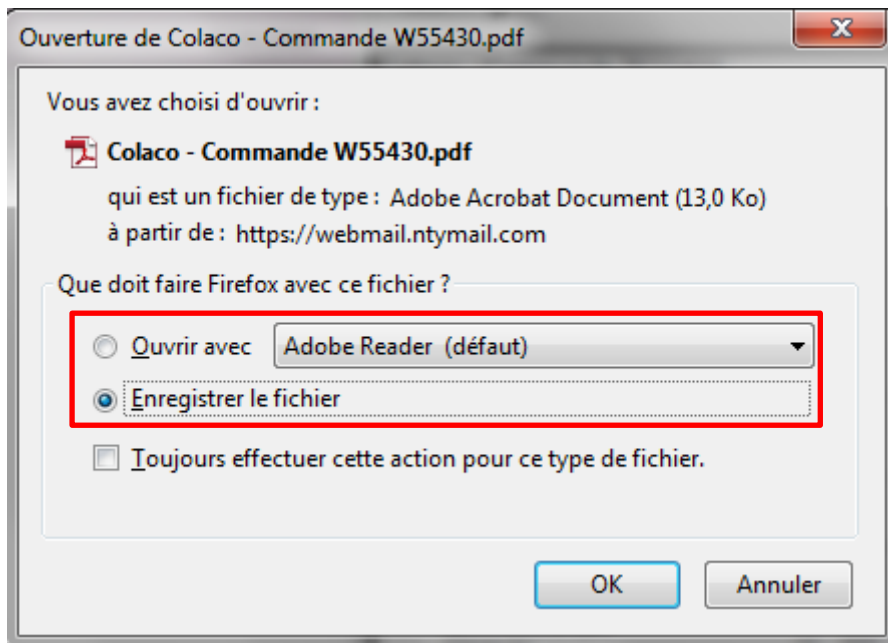 Ouverture de Colaco - Commande W55430.pdf
Vous avez choisi d'ouvrir :
Colaco - Commande W55430.pdf
qui est un fichier de type : Adobe Acrobat Document (13,0 Ko)
à partir de : https://webmail.ntymail.com
Que doit faire Firefox avec ce fichier ?
Ouvrir avec Adobe Reader (défaut)
Enregistrer le fichier
Toujours effectuer cette action pour ce type de fichier.
OK Annuler